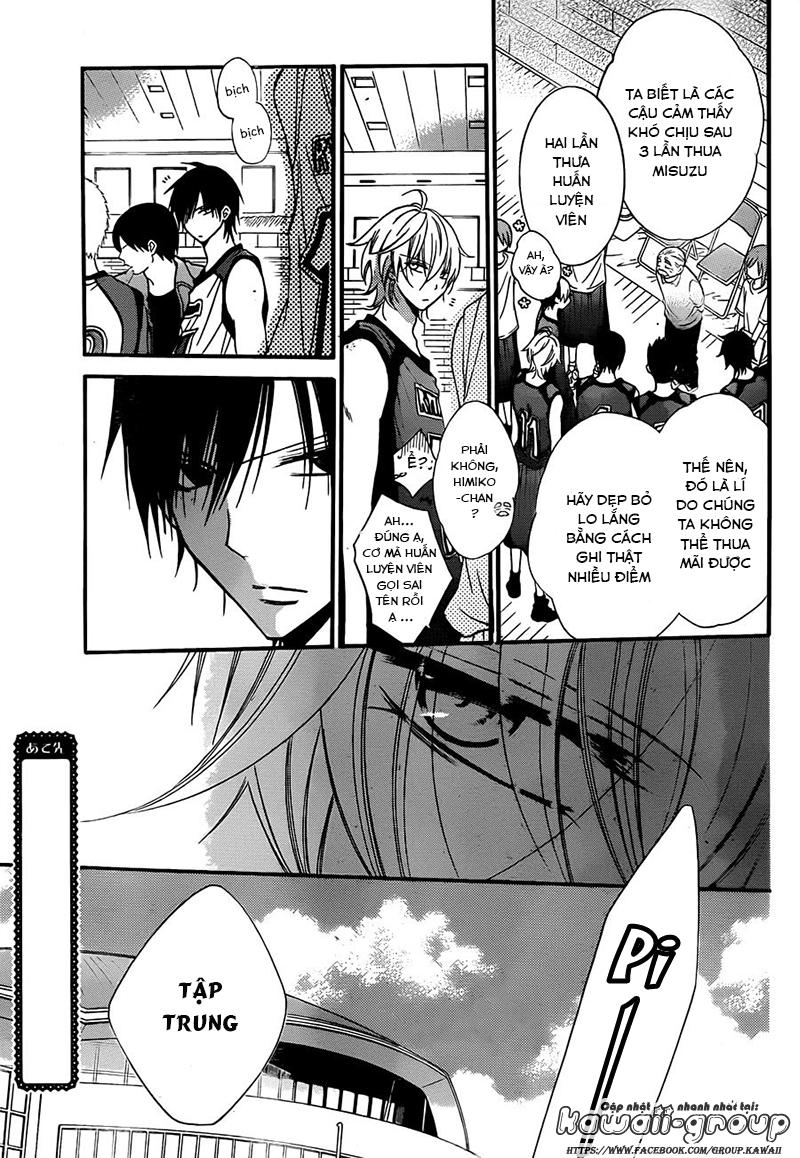 TA BIẾT LÀ CÁC
CẬU CẢM THẤY
KHÓ CHỊU SAU
3 LẦN THUA
MISUZU
HAI LẦN
THƯA
HUẤN
LUYỆN
VIÊN
AH,
VẬY À?
THẾ NÊN,
ĐÓ LÀ LÍ
DO CHÚNG
TA KHÔNG
THỂ THUA
MÃI ĐƯỢC
HÃY DẸP BỎ
LO LẮNG
BẰNG CÁCH
GHI THẬT
NHIỀU ĐIỂM
PHẢI
KHÔNG,
HIMIKO
-CHAN
?
Ể?
AH...
ĐÚNG Ạ,
CƠ MÀ HUẤN
LUYỆN VIÊN
GỌI SAI
TÊN RỒI
Ạ ...
bịch
bịch
Pi
TẬP
TRUNG
Cập nhật nhanh nhất tại:
kawaii-group
HTTPS://WWW.FACEBOOK.COM/GROUP.KAWAII